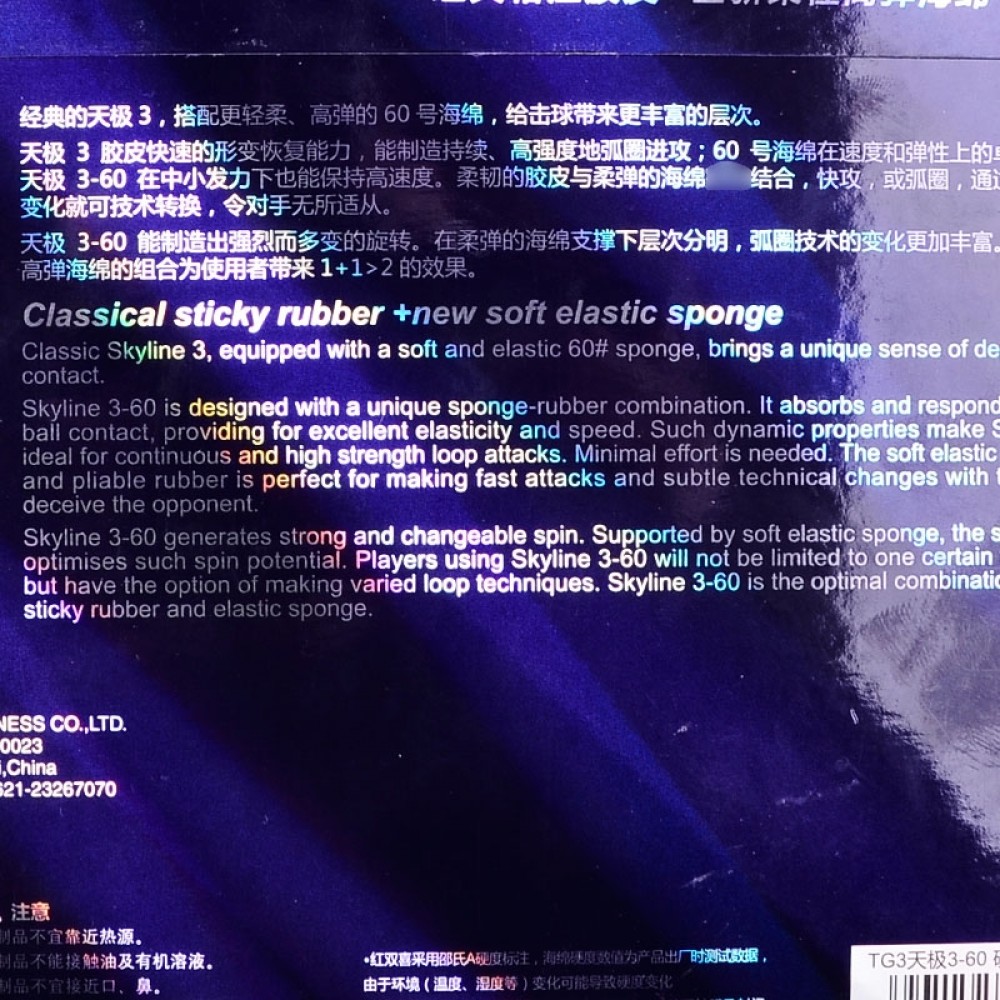 经典的天极 3，搭配更轻柔、高弹的 60 号海绵，给击球带来更丰富的层次。
天极 3 胶皮快速的形变恢复能力，能制造持续、高强度地弧圈进攻；60 号海绵在速度和弹性上的
天极 3-60 在中小发力下也能保持高速度。柔韧的胶皮与柔弹的海绵 结合，快攻，或弧圈，通过
变化就可技术转换，令对手无所适从。
天极 3-60 能制造出强烈而多变的旋转。在柔弹的海绵支撑下层次分明，弧圈技术的变化更加丰富。
高弹海绵的组合为使用者带来 1+1>2 的效果。
Classical sticky rubber +new soft elastic sponge
Classic Skyline 3, equipped with a soft and elastic 60# sponge, brings a unique sense of de
contact.
Skyline 3-60 is designed with a unique sponge-rubber combination. It absorbs and respond
ball contact, providing for excellent elasticity and speed. Such dynamic properties make S
ideal for continuous and high strength loop attacks. Minimal effort is needed. The soft elastic
and pliable rubber is perfect for making fast attacks and subtle technical changes with t
deceive the opponent.
Skyline 3-60 generates strong and changeable spin. Supported by soft elastic sponge, the s
optimises such spin potential. Players using Skyline 3-60 will not be limited to one certain
but have the option of making varied loop techniques. Skyline 3-60 is the optimal combinatio
sticky rubber and elastic sponge.
NESS CO.,LTD.
0023
i,China
621-23267070
注意
制品不宜靠近热源。
制品不能接触油及有机溶液。
制品不宜接近口、鼻。
•红双喜采用邵氏A硬度标注，海绵硬度数值为产品出厂时测试数据，
由于环境（温度、湿度等）变化可能导致硬度变化
TG3天极3-60